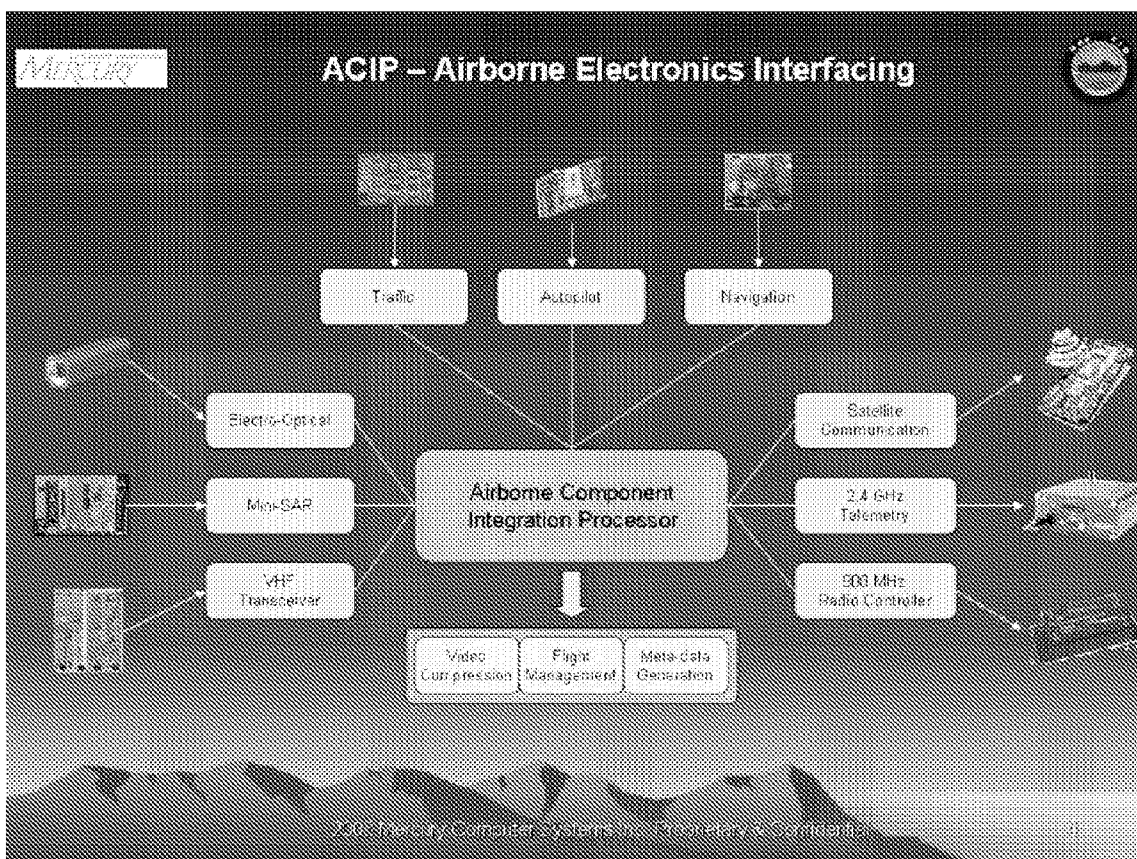 MERCURY
ACIP – Airborne Electronics Interfacing
Traffic
Autopilot
Navigation
Electro-Optical
Satellite
Communication
Mini-SAR
Airborne Component
Integration Processor
2.4 GHz
Telemetry
VHF
Transceiver
900 MHz
Radio Controller
Video
Compression
Flight
Management
Meta-data
Generation
Mercury Computer Systems Inc. Proprietary & Confidential